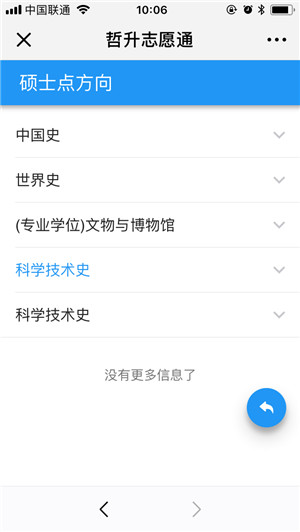 中国联通
10:06
哲升志愿通
硕士点方向
中国史
世界史
(专业学位)文物与博物馆
科学技术史
科学技术史
没有更多信息了